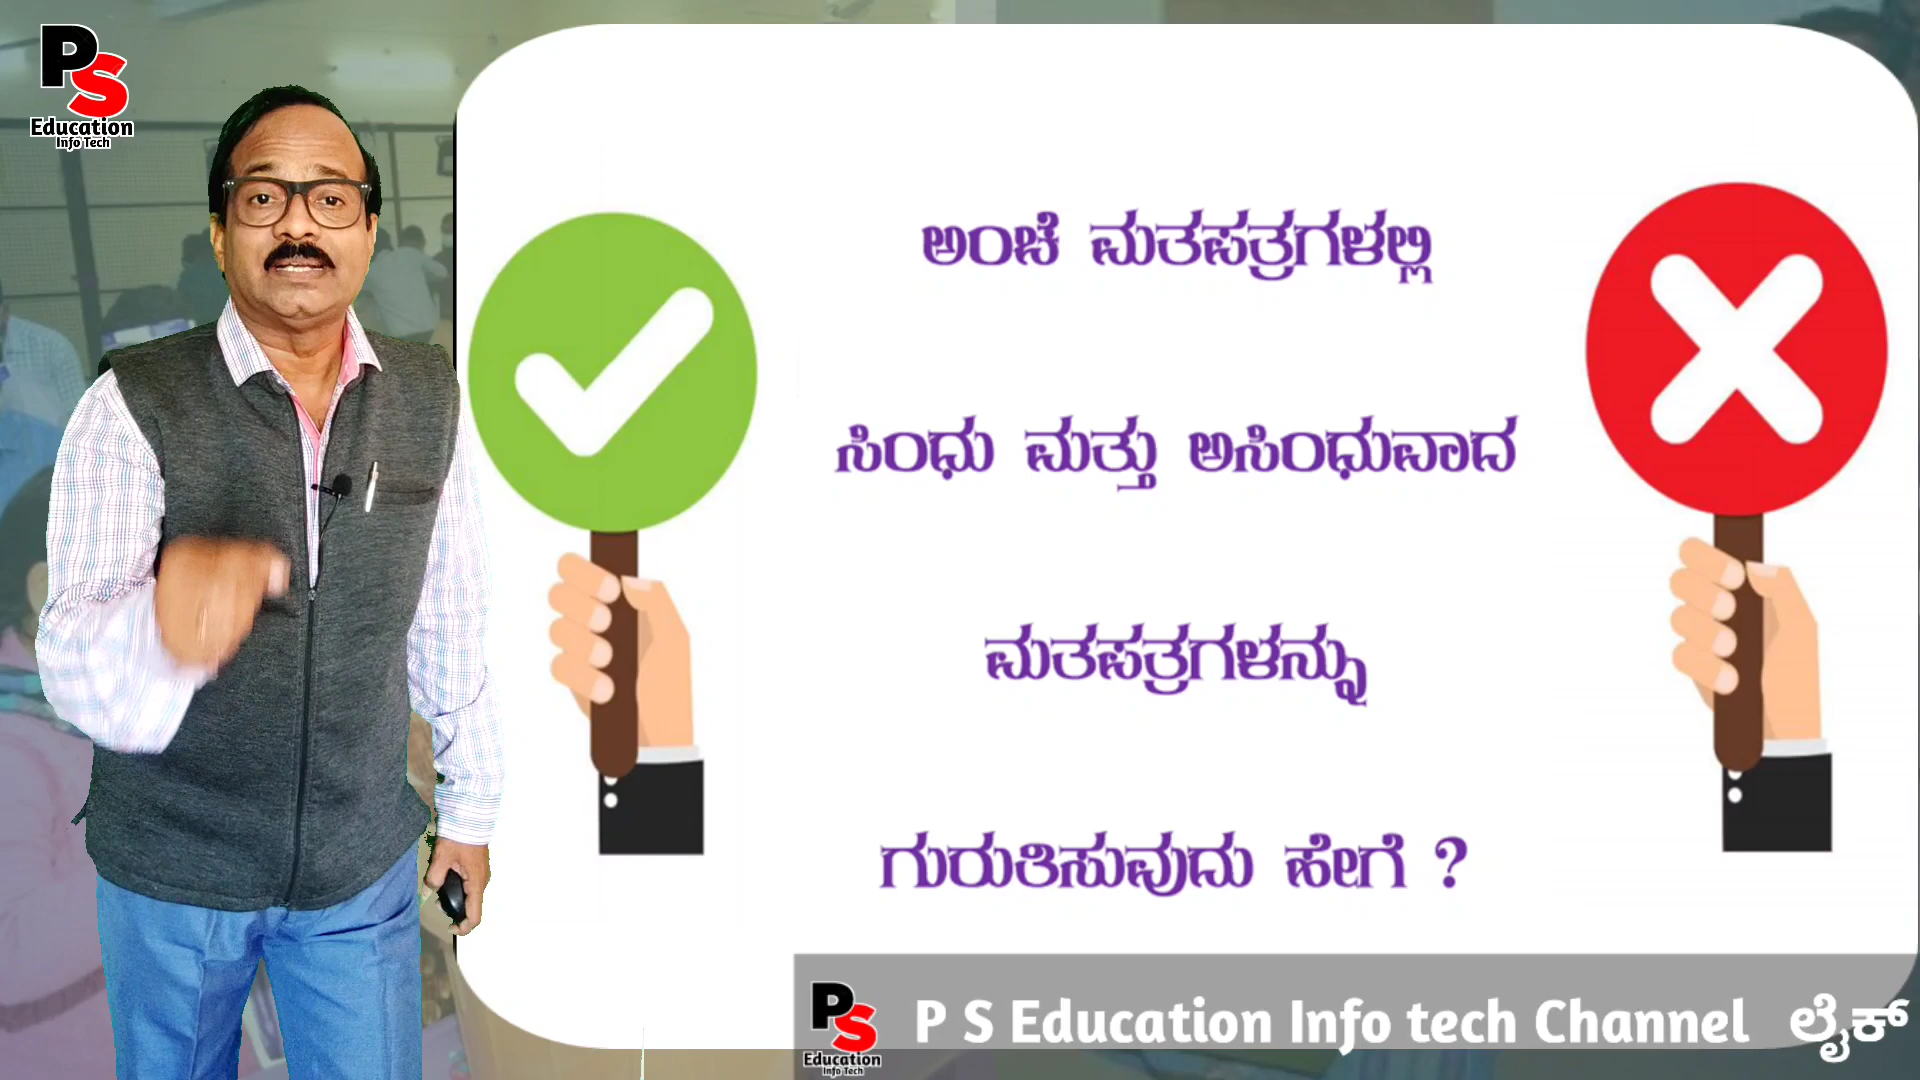 PS
Education
Info Tech
ಅಂಚೆ ಮತಪತ್ರಗಳಲ್ಲಿ
ಸಿಂಧು ಮತ್ತು ಅಸಿಂಧುವಾದ
ಮತಪತ್ರಗಳನ್ನು
ಗುರುತಿಸುವುದು ಹೇಗೆ ?
PS
Education
Info Tech
P S Education Info tech Channel ಲೈಕ್